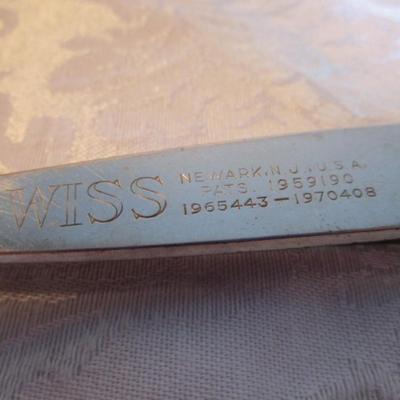 WISS
NEWARK, N.J., U.S.A.
PATS. 1959190
1965443-1970408